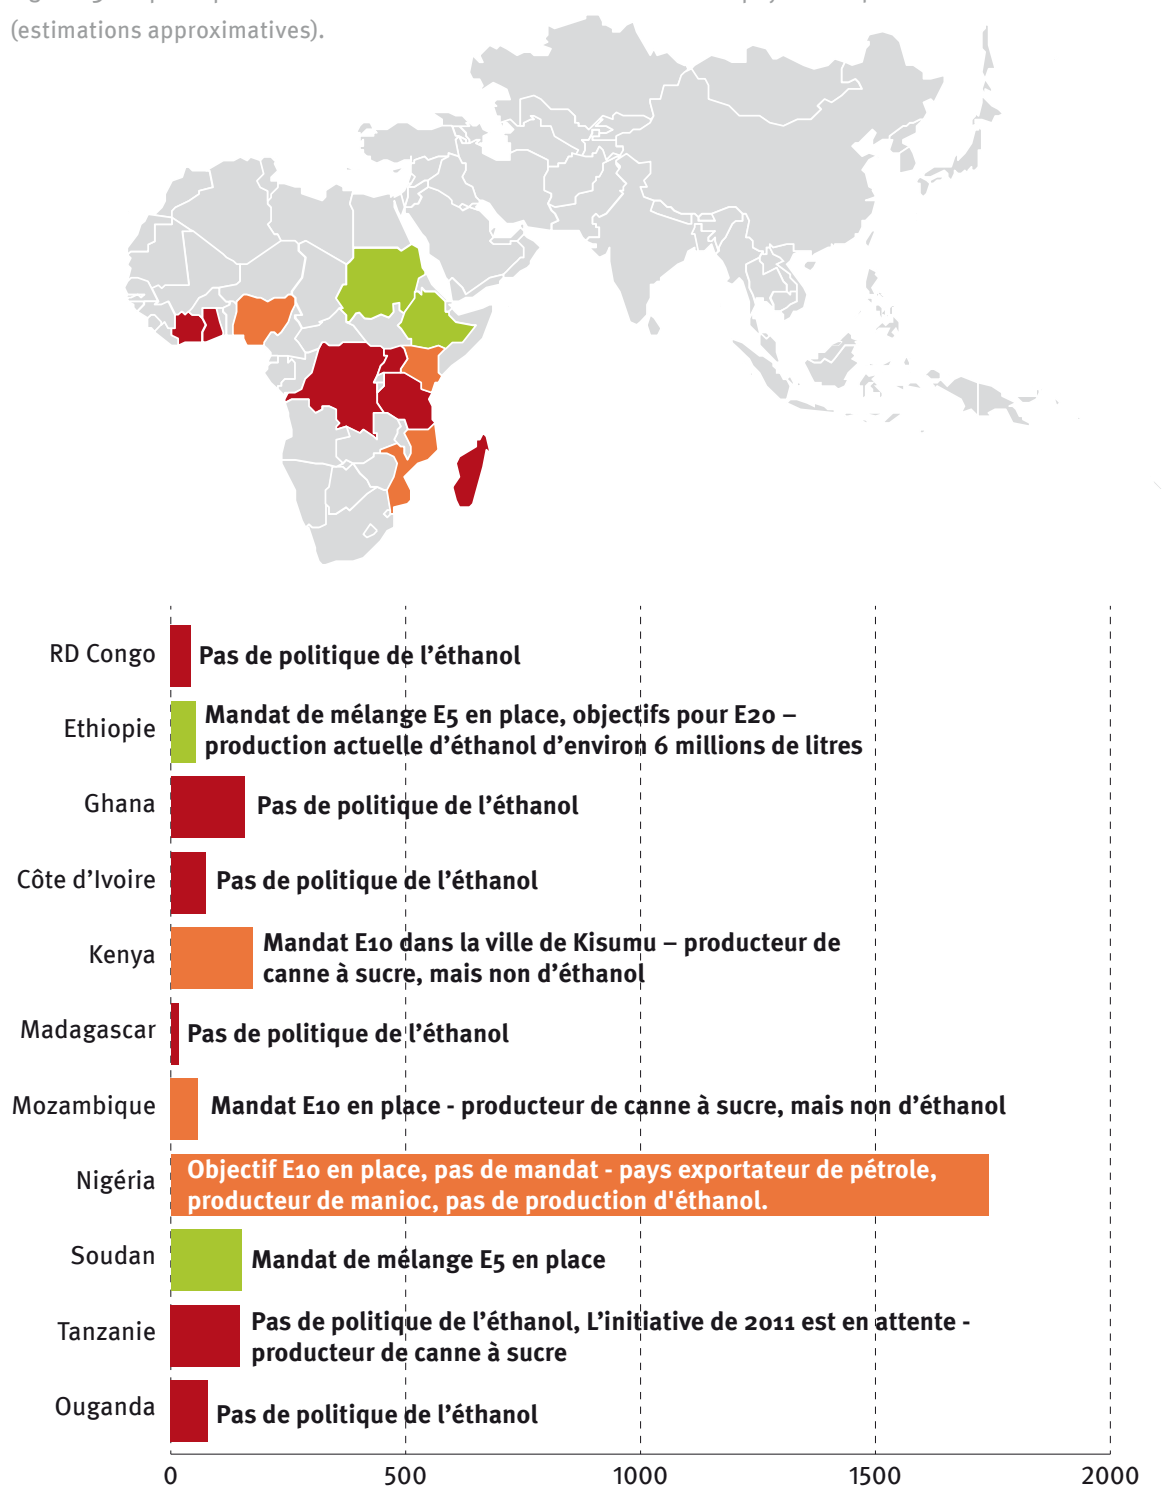 (estimations approximatives).
RD Congo
Pas de politique de l’éthanol
Ethiopie
Mandat de mélange E5 en place, objectifs pour E20 –
production actuelle d’éthanol d’environ 6 millions de litres
Ghana
Pas de politique de l’éthanol
Côte d’Ivoire
Pas de politique de l’éthanol
Kenya
Mandat E10 dans la ville de Kisumu – producteur de
canne à sucre, mais non d’éthanol
Madagascar
Pas de politique de l’éthanol
Mozambique
Mandat E10 en place - producteur de canne à sucre, mais non d’éthanol
Nigéria
Objectif E10 en place, pas de mandat - pays exportateur de pétrole,
producteur de manioc, pas de production d'éthanol.
Soudan
Mandat de mélange E5 en place
Tanzanie
Pas de politique de l’éthanol, L’initiative de 2011 est en attente -
producteur de canne à sucre
Ouganda
Pas de politique de l’éthanol
0 500 1000 1500 2000